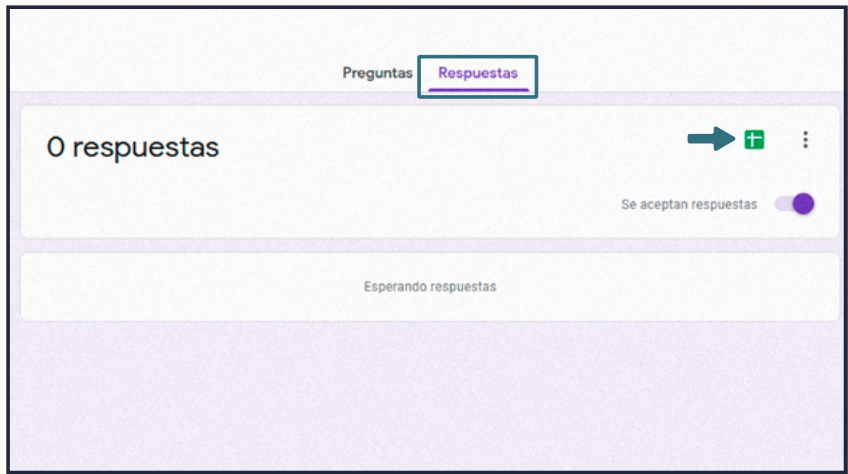 Preguntas Respuestas
0 respuestas
Se aceptan respuestas
Esperando respuestas